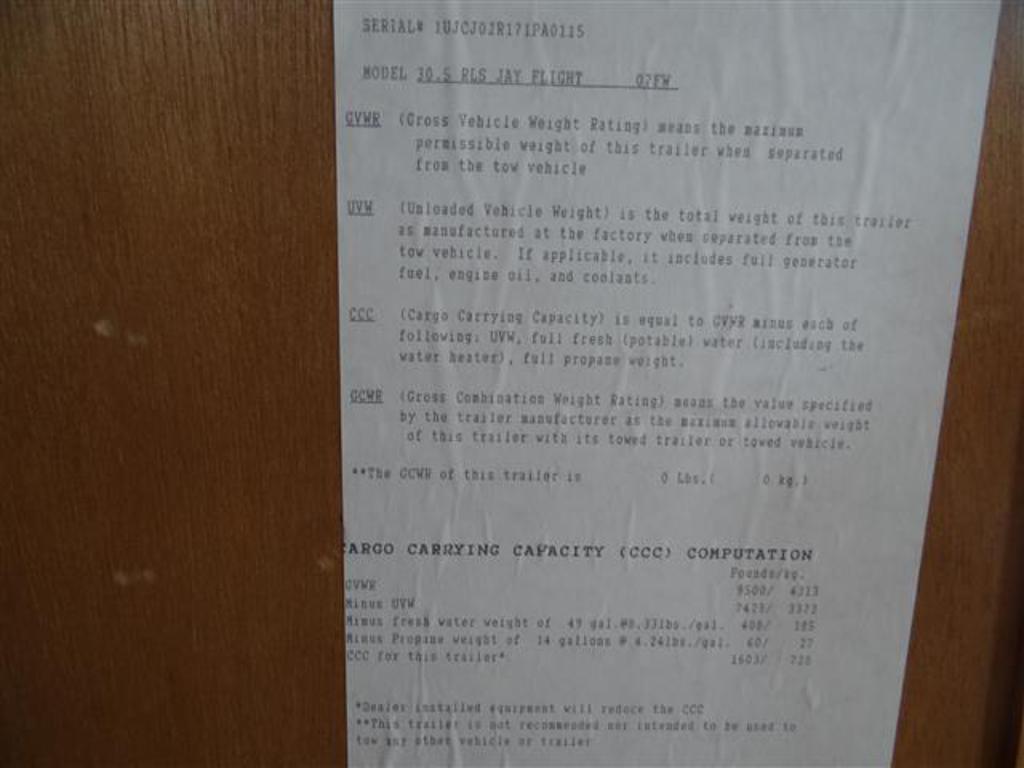 SERIAL# 1UJCJ02R171PA0115
MODEL 30.5 RLS JAY FLIGHT 07FW
GVWR (Gross Vehicle Weight Rating) means the maximum
permissible weight of this trailer when separated
from the tow vehicle
UVW (Unloaded Vehicle Weight) is the total weight of this trailer
as manufactured at the factory when separated from the
tow vehicle. If applicable, it includes full generator
fuel, engine oil, and coolants.
CCC (Cargo Carrying Capacity) is equal to GVWR minus each of
following: UVW, full fresh (potable) water (including the
water heater), full propane weight.
GCWR (Gross Combination Weight Rating) means the value specified
by the trailer manufacturer as the maximum allowable weight
of this trailer with its towed trailer or towed vehicle.
**The GCWR of this trailer is 0 Lbs.( 0 kg.)
CARGO CARRYING CAPACITY (CCC) COMPUTATION
Pounds/kg.
GVWR 9500/ 4313
Minus UVW 7429/ 3373
Minus fresh water weight of 49 gal.@8.33lbs./gal. 408/ 185
Minus Propane weight of 14 gallons @ 4.24lbs./gal. 60/ 27
CCC for this trailer* 1603/ 728
*Dealer installed equipment will reduce the CCC
**This trailer is not recommended nor intended to be used to
tow any other vehicle or trailer